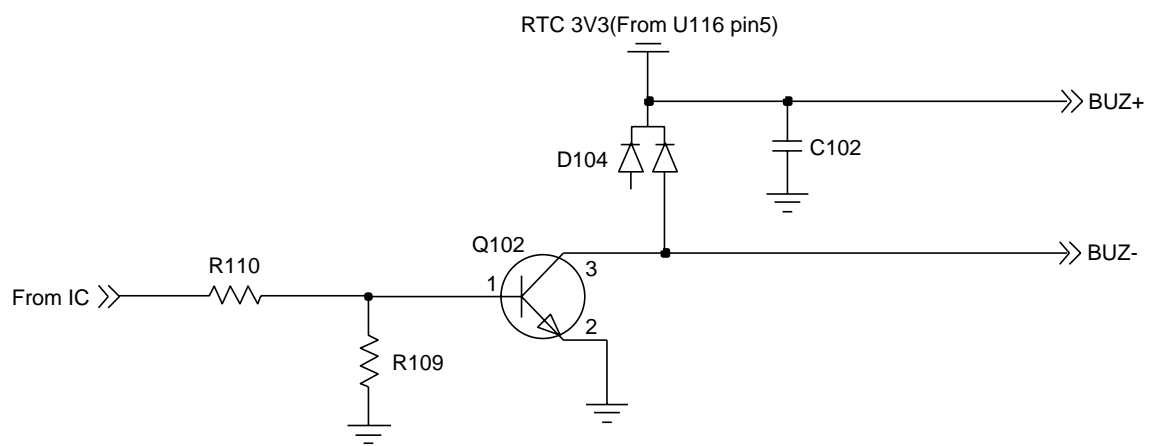 RTC 3V3(From U116 pin5)
BUZ+
D104
C102
Q102
BUZ-
R110
3
1
From IC
2
R109